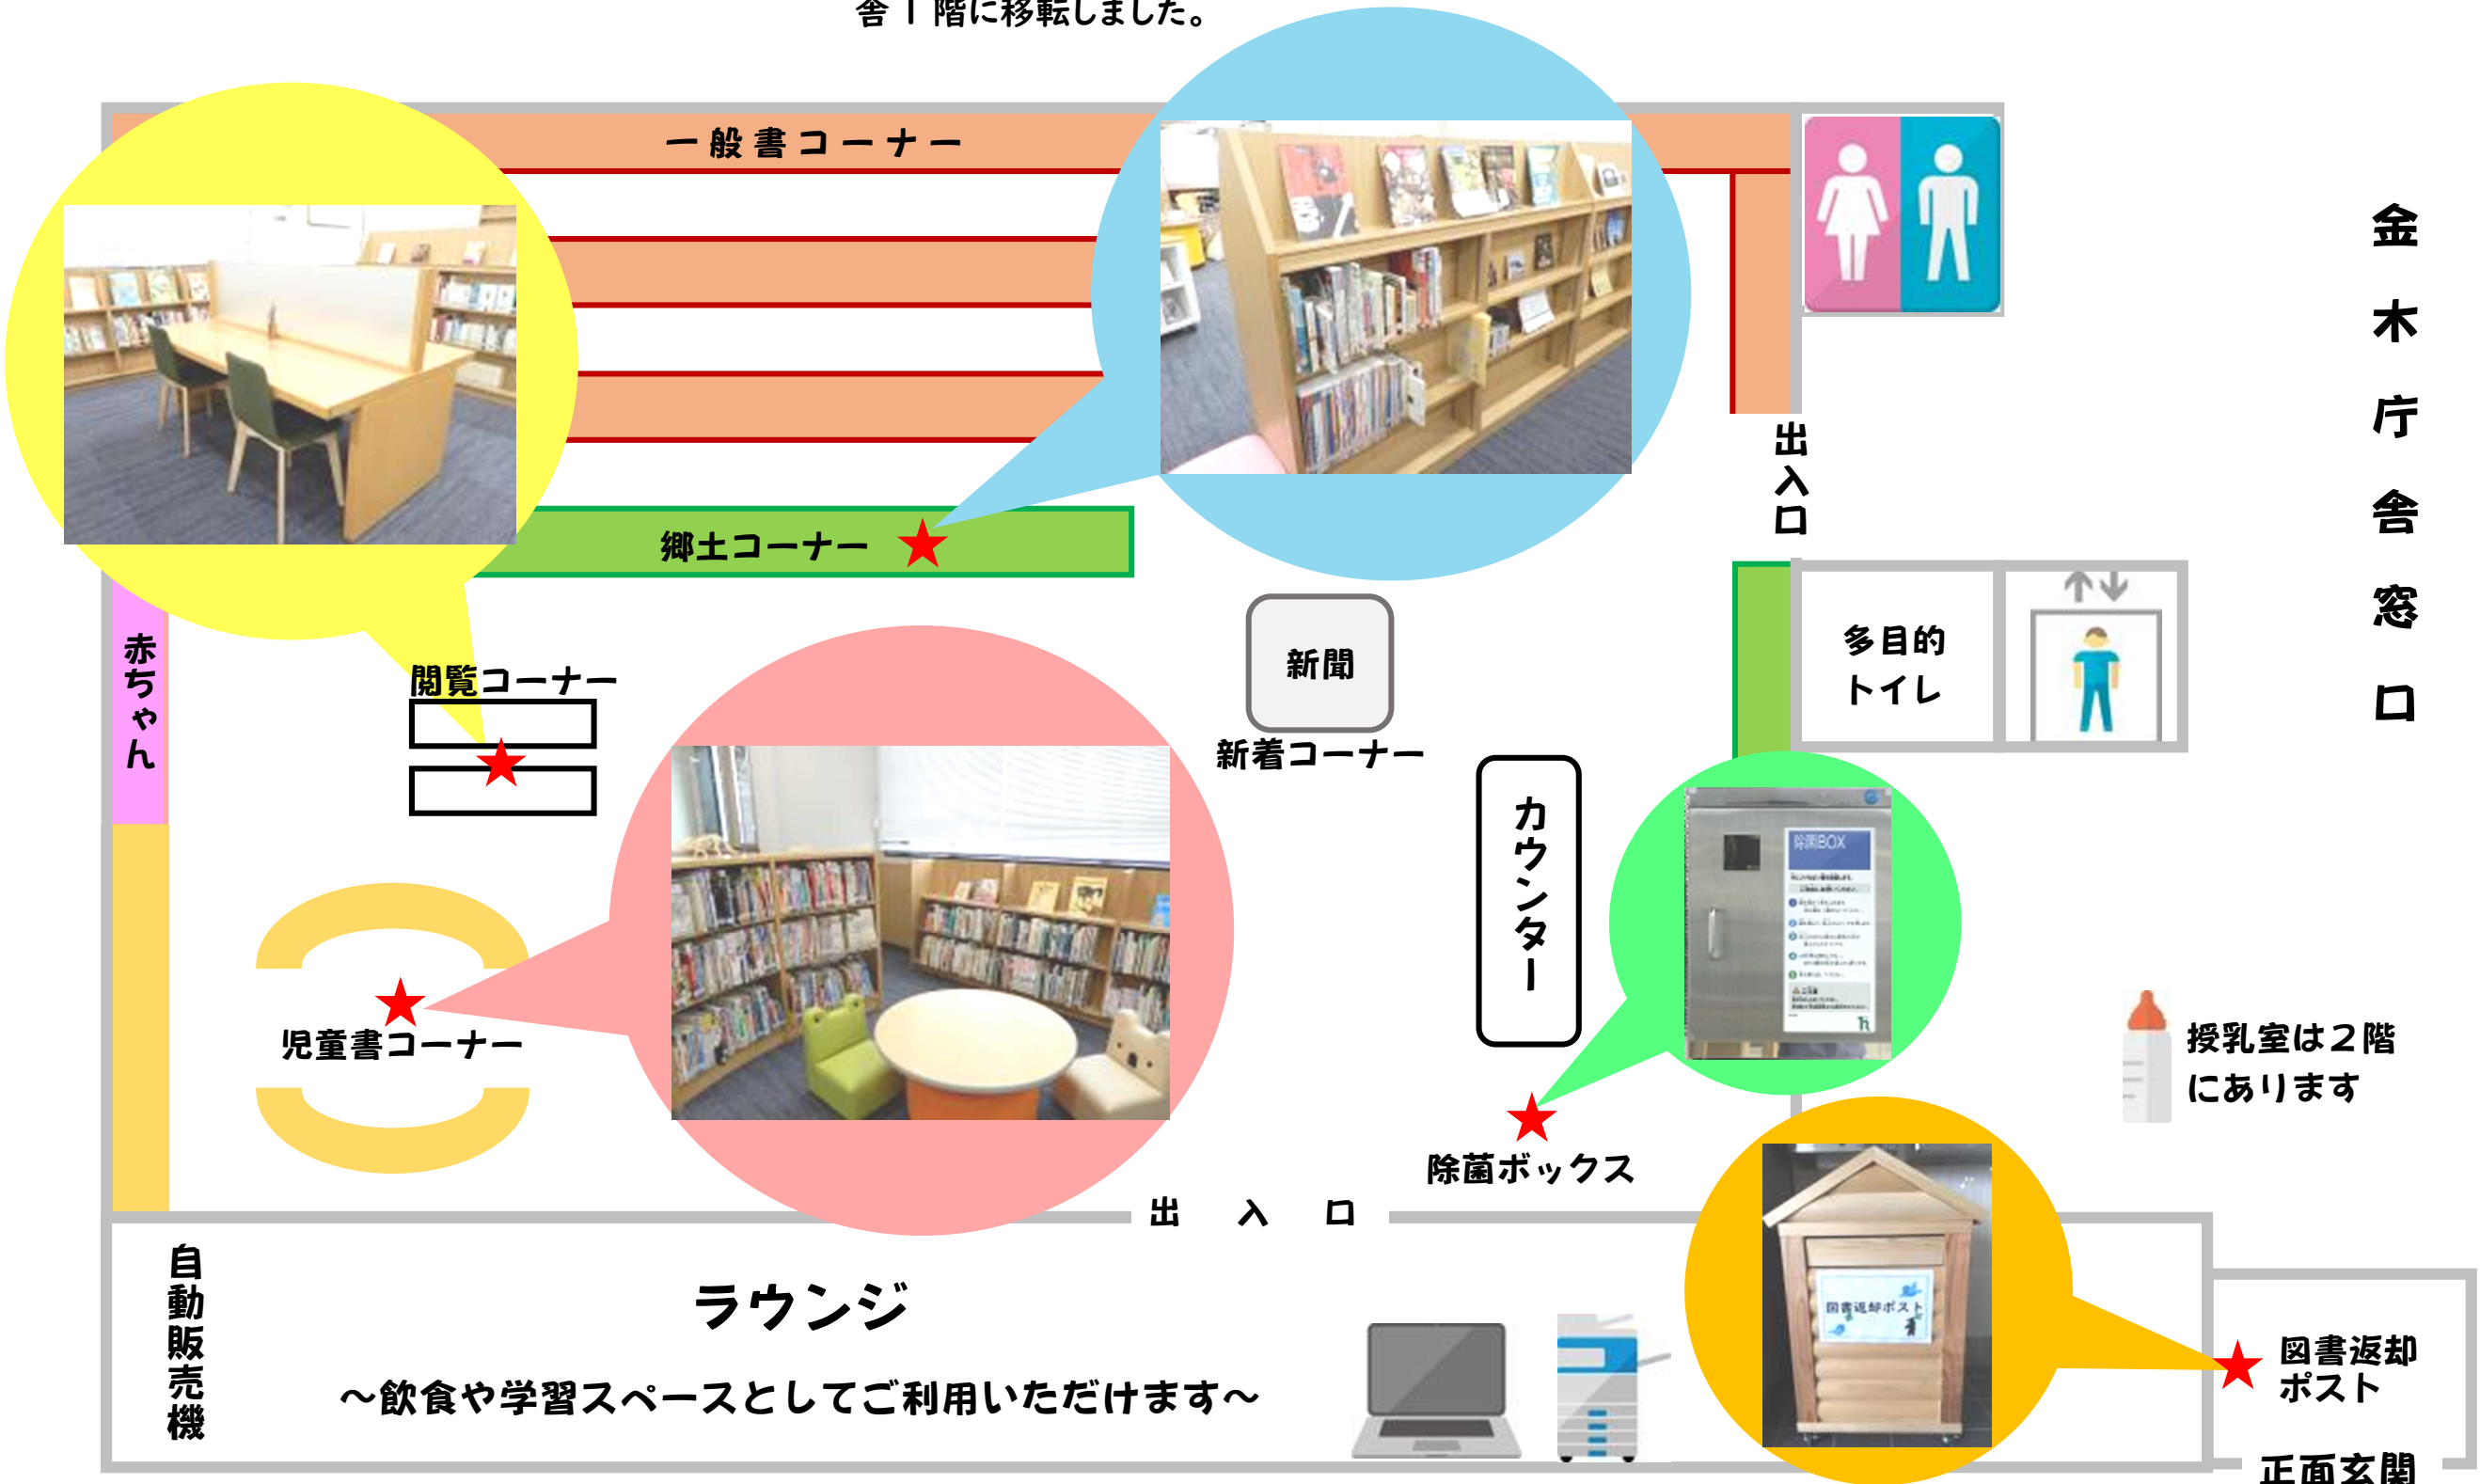 舎1階に移転しました。
一般書コーナー
金木庁舎窓口
出入口
郷土コーナー
赤ちゃん
閲覧コーナー
新聞
新着コーナー
多目的
トイレ
カウンター
除菌BOX
児童書コーナー
授乳室は2階
にあります
除菌ボックス
出入口
自動販売機
ラウンジ
～飲食や学習スペースとしてご利用いただけます～
図書返却ポスト
図書返却
ポスト
正面玄関